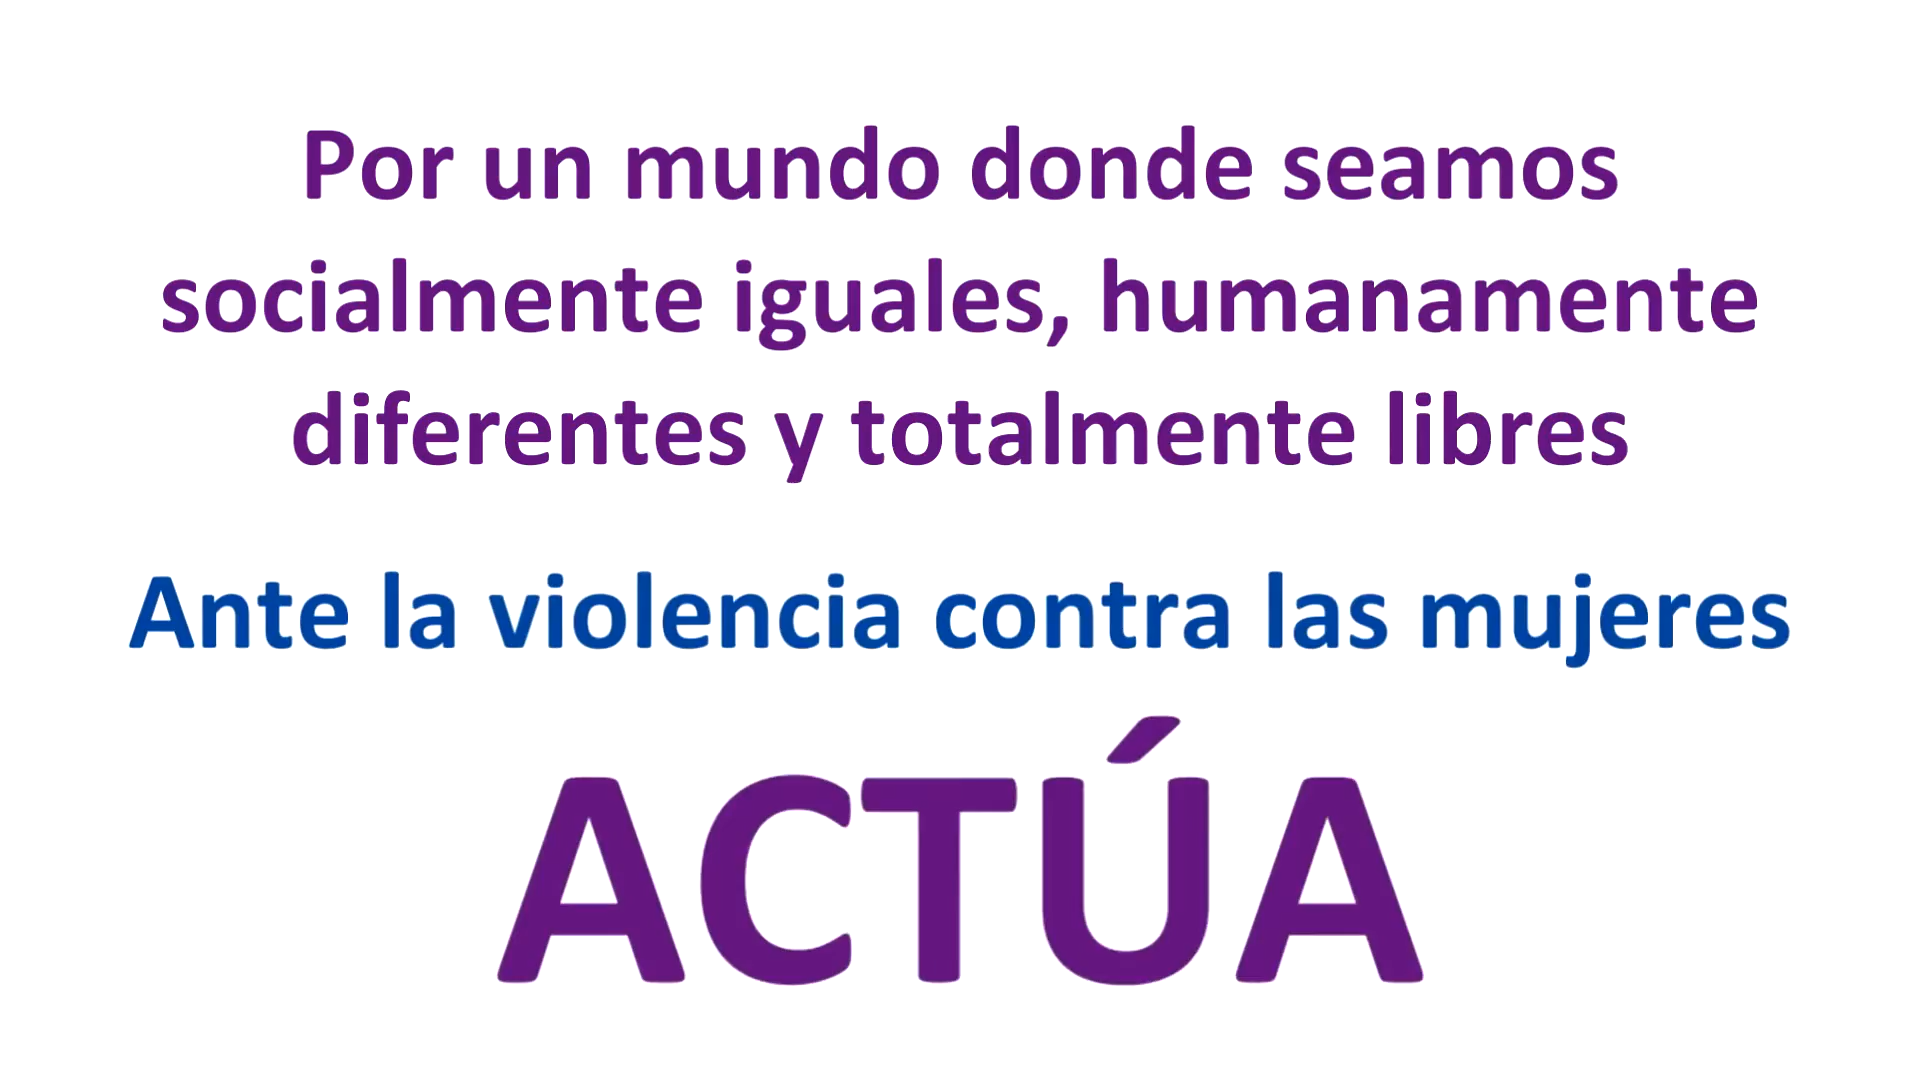 Por un mundo donde seamos
socialmente iguales, humanamente
diferentes y totalmente libres
Ante la violencia contra las mujeres
ACTÚA